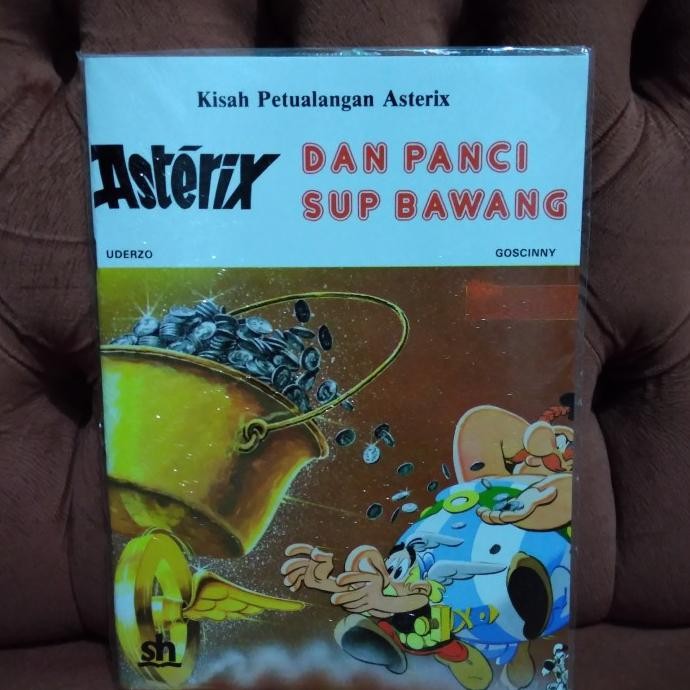 Kisah Petualangan Asterix
Astérix
DAN PANCI
SUP BAWANG
UDERZO
GOSCINNY
sh